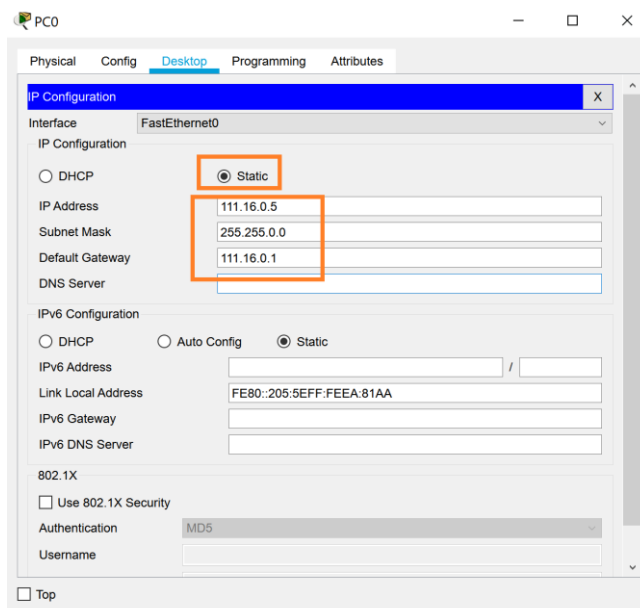 PC0
Physical Config Desktop Programming Attributes
IP Configuration X
Interface FastEthernet0
IP Configuration
DHCP Static
IP Address 111.16.0.5
Subnet Mask 255.255.0.0
Default Gateway 111.16.0.1
DNS Server
IPv6 Configuration
DHCP Auto Config Static
IPv6 Address /
Link Local Address FE80::205:5EFF:FEEA:81AA
IPv6 Gateway
IPv6 DNS Server
802.1X
Use 802.1X Security
Authentication MD5
Username
Top